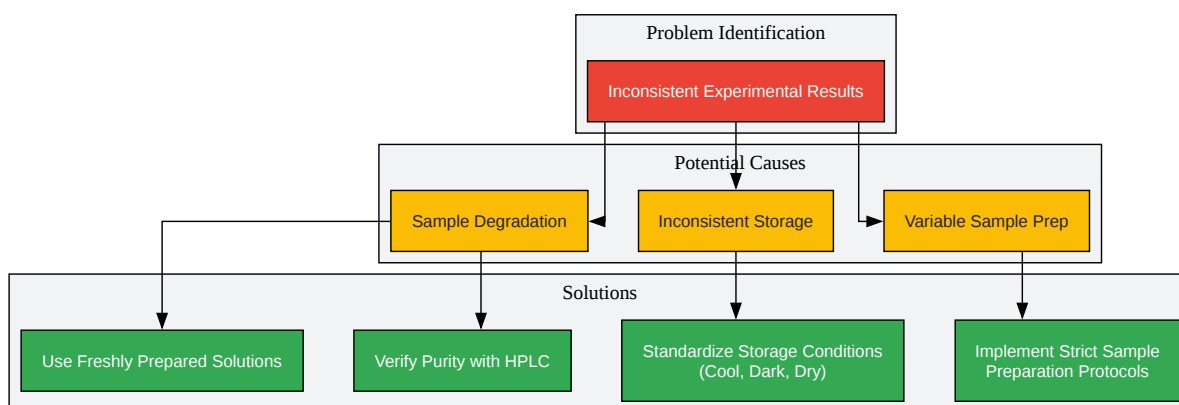 Problem Identification
Inconsistent Experimental Results
Potential Causes
Sample Degradation
Inconsistent Storage
Variable Sample Prep
Solutions
Use Freshly Prepared Solutions
Verify Purity with HPLC
Standardize Storage Conditions
(Cool, Dark, Dry)
Implement Strict Sample
Preparation Protocols